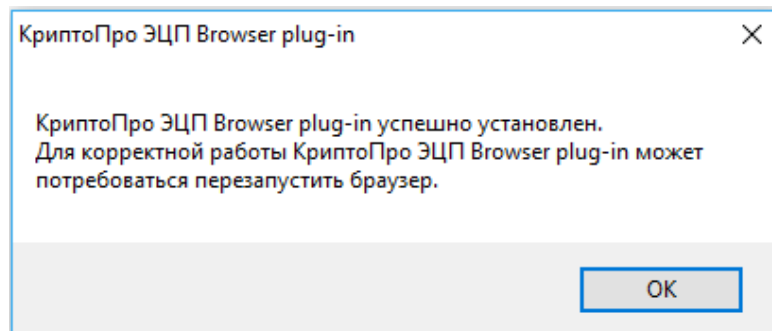 КриптоПро ЭЦП Browser plug-in
КриптоПро ЭЦП Browser plug-in успешно установлен.
Для корректной работы КриптоПро ЭЦП Browser plug-in может
потребоваться перезапустить браузер.
ОК